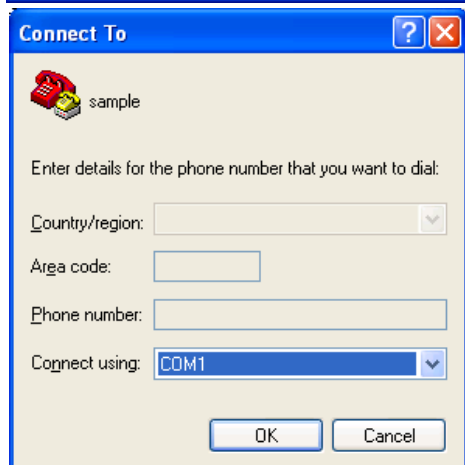 Connect To
sample
Enter details for the phone number that you want to dial:
Country/region:
Area code:
Phone number:
Connect using: COM1
OK Cancel